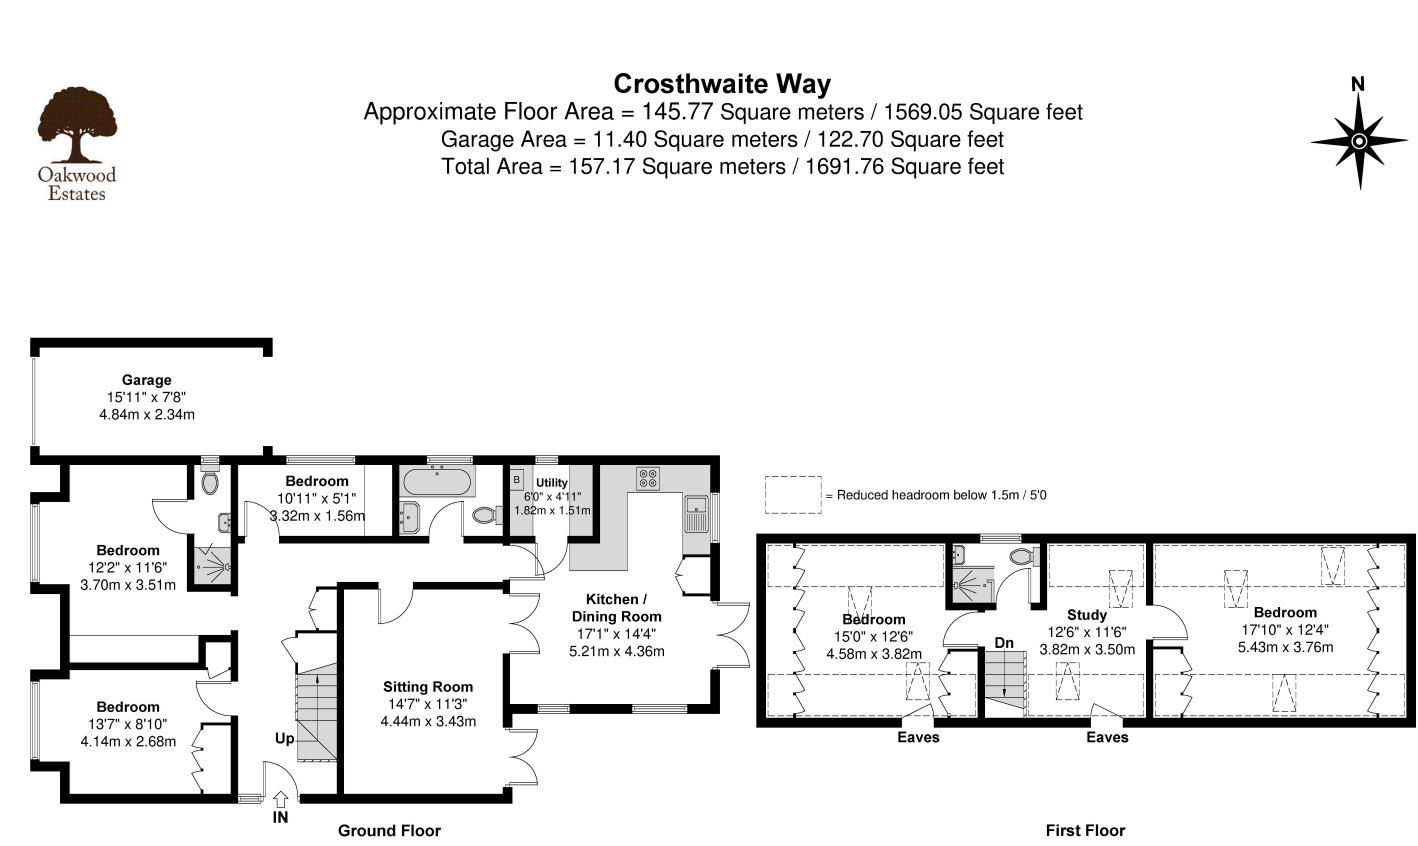 Crosthwaite Way
Approximate Floor Area = 145.77 Square meters / 1569.05 Square feet
Garage Area = 11.40 Square meters / 122.70 Square feet
Total Area = 157.17 Square meters / 1691.76 Square feet
Oakwood
Estates
N
Garage
15'11" x 7'8"
4.84m x 2.34m
Bedroom
10'11" x 5'1"
3.32m x 1.56m
B
Utility
6'0" x 4'11"
1.82m x 1.51m
Bedroom
12'2" x 11'6"
3.70m x 3.51m
Kitchen /
Dining Room
17'1" x 14'4"
5.21m x 4.36m
Sitting Room
14'7" x 11'3"
4.44m x 3.43m
Bedroom
13'7" x 8'10"
4.14m x 2.68m
Up
IN
Ground Floor
= Reduced headroom below 1.5m / 5'0
Bedroom
15'0" x 12'6"
4.58m x 3.82m
Dn
Study
12'6" x 11'6"
3.82m x 3.50m
Bedroom
17'10" x 12'4"
5.43m x 3.76m
Eaves
Eaves
First Floor